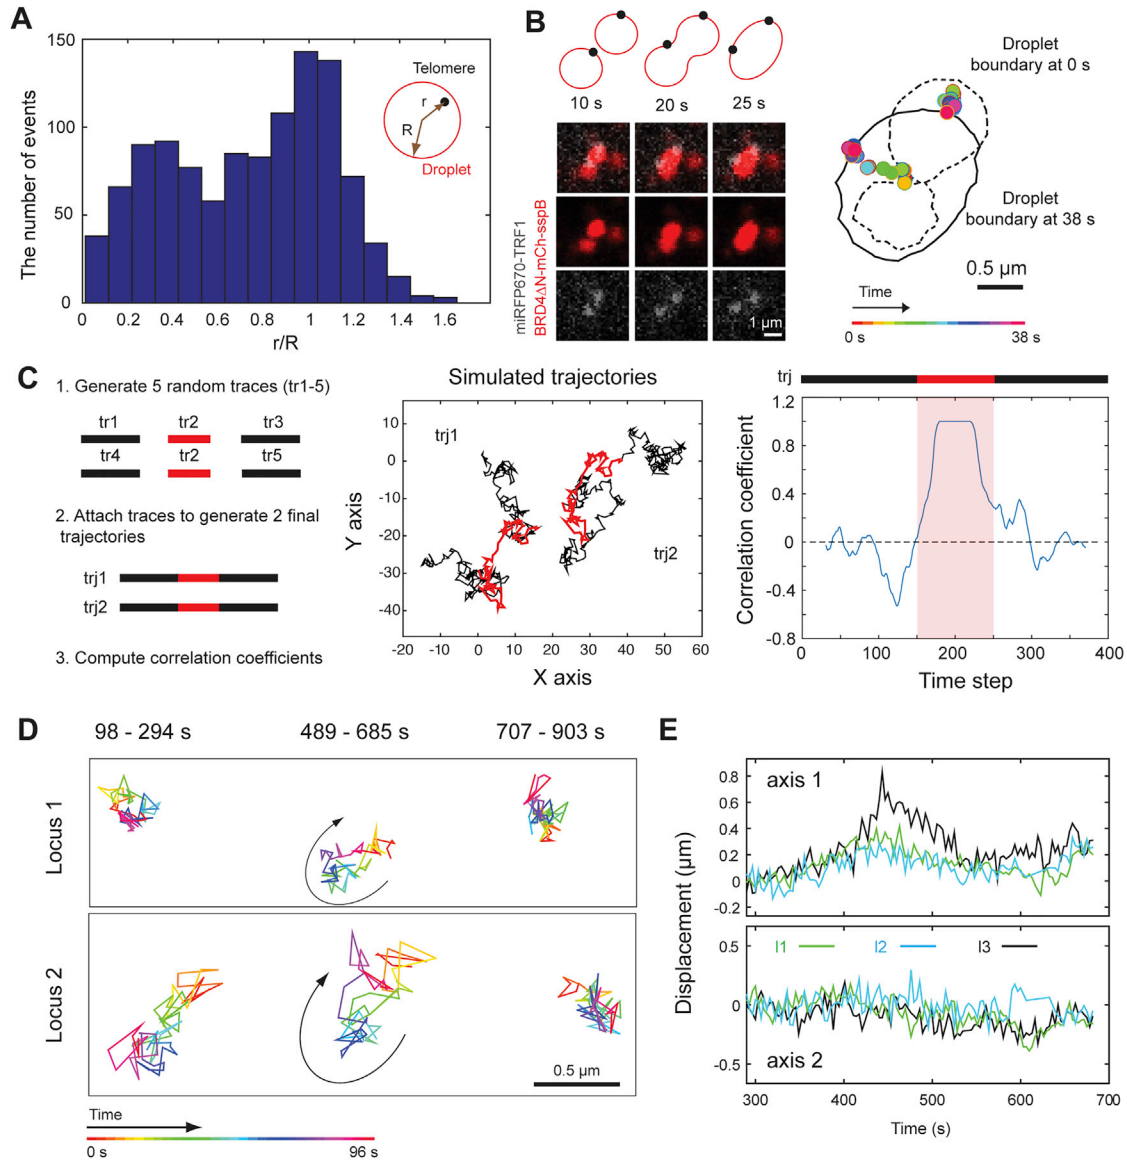 A
150
100
50
0
The number of events
0
0.2
0.4
0.6
0.8
1
1.2
1.4
1.6
r/R
Telomere
r
R
Droplet
B
10 s
20 s
25 s
miRFP670-TRF1
BRD4ΔN-mCh-sspB
1 µm
Droplet
boundary at 0 s
Droplet
boundary at 38 s
0.5 µm
Time
0 s
38 s
C
1. Generate 5 random traces (tr1-5)
tr1 tr2 tr3
tr4 tr2 tr5
2. Attach traces to generate 2 final
trajectories
trj1
trj2
3. Compute correlation coefficients
Simulated trajectories
trj1
trj2
10
0
-10
-20
-30
-40
Y axis
-20
-10
0
10
20
30
40
50
60
X axis
trj
1.2
0.8
0.4
0
-0.4
-0.8
Correlation coefficient
0
100
200
300
400
Time step
D
98 - 294 s
489 - 685 s
707 - 903 s
Locus 1
Locus 2
0.5 µm
Time
0 s
96 s
E
axis 1
0.8
0.6
0.4
0.2
0
-0.2
Displacement (µm)
l1
l2
l3
0.5
0
-0.5
axis 2
300
400
500
600
700
Time (s)